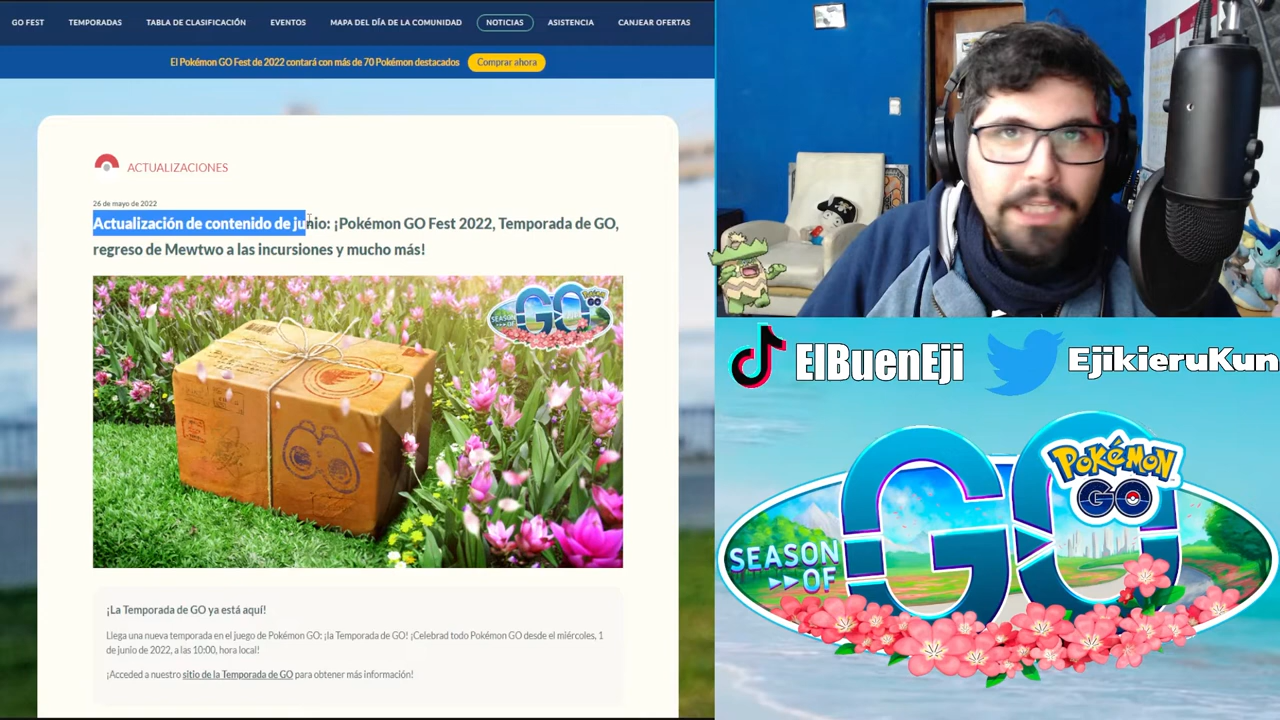 GO FEST TEMPORADAS TABLA DE CLASIFICACIÓN EVENTOS MAPA DEL DÍA DE LA COMUNIDAD NOTICIAS ASISTENCIA CANJEAR OFERTAS
El Pokémon GO Fest de 2022 contará con más de 70 Pokémon destacados Comprar ahora
ACTUALIZACIONES
26 de mayo de 2022
Actualización de contenido de junio: ¡Pokémon GO Fest 2022, Temporada de GO,
regreso de Mewtwo a las incursiones y mucho más!
SEASON OF GO
POKÉMON GO
¡La Temporada de GO ya está aquí!
Llega una nueva temporada en el juego de Pokémon GO: ¡la Temporada de GO! ¡Celebrad todo Pokémon GO desde el miércoles, 1
de junio de 2022, a las 10:00, hora local!
¡Acceded a nuestro sitio de la Temporada de GO para obtener más información!
ElBuenEji
EjikieruKun
SEASON
OF
GO
POKÉMON
GO